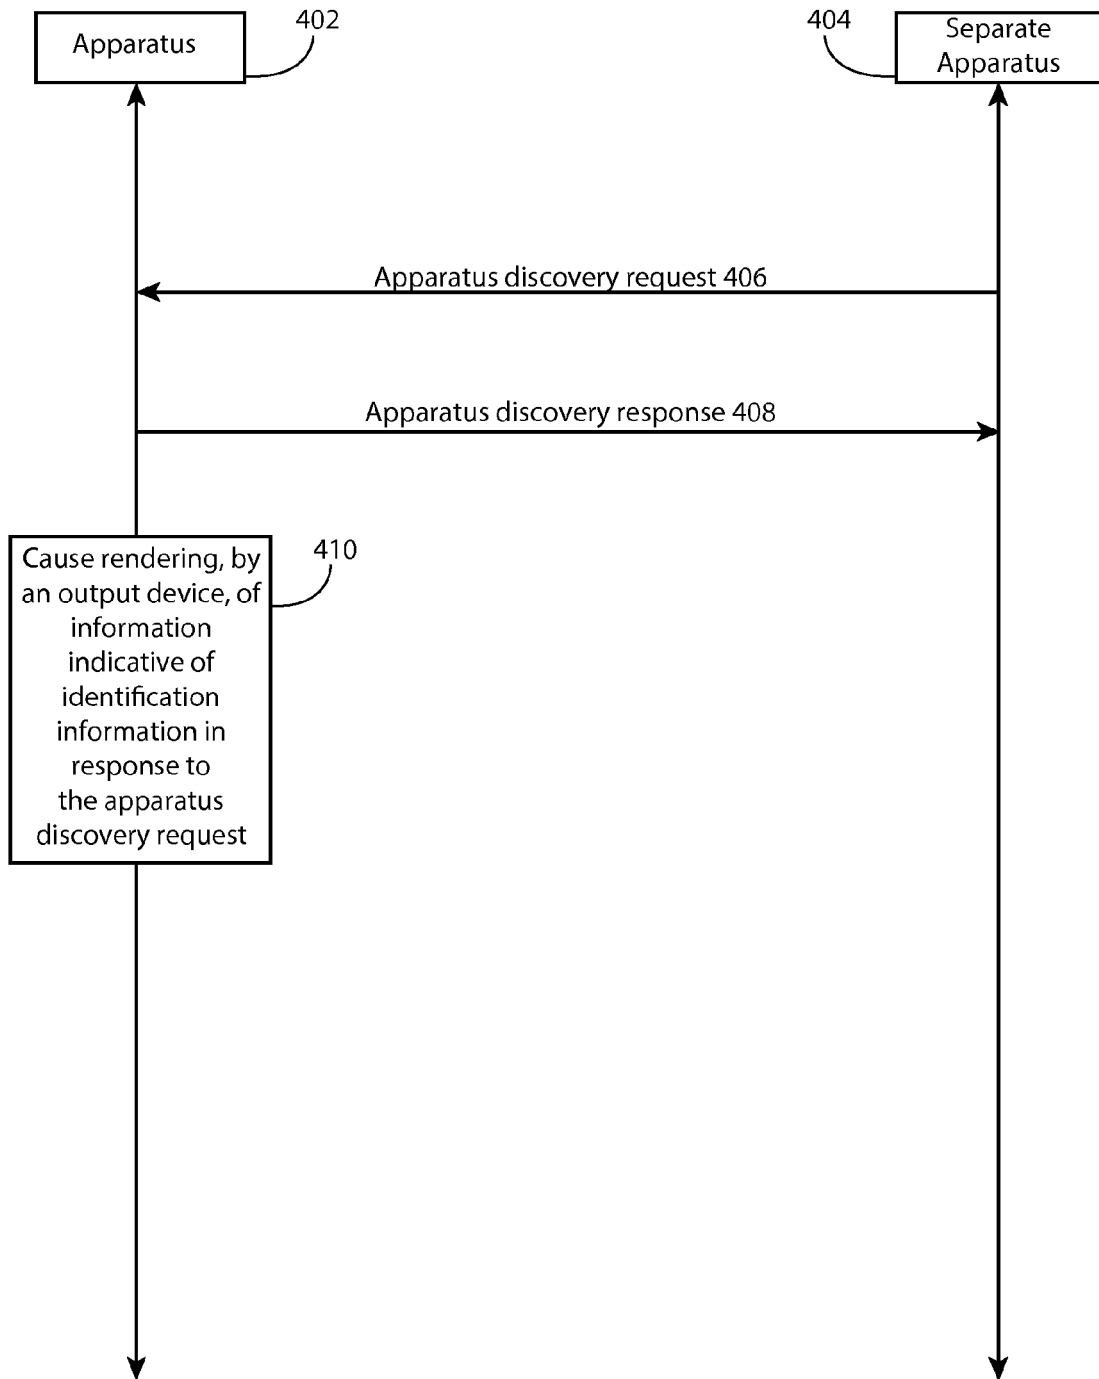 402
Apparatus
404
Separate
Apparatus
Apparatus discovery request 406
Apparatus discovery response 408
410
Cause rendering, by
an output device, of
information
indicative of
identification
information in
response to
the apparatus
discovery request